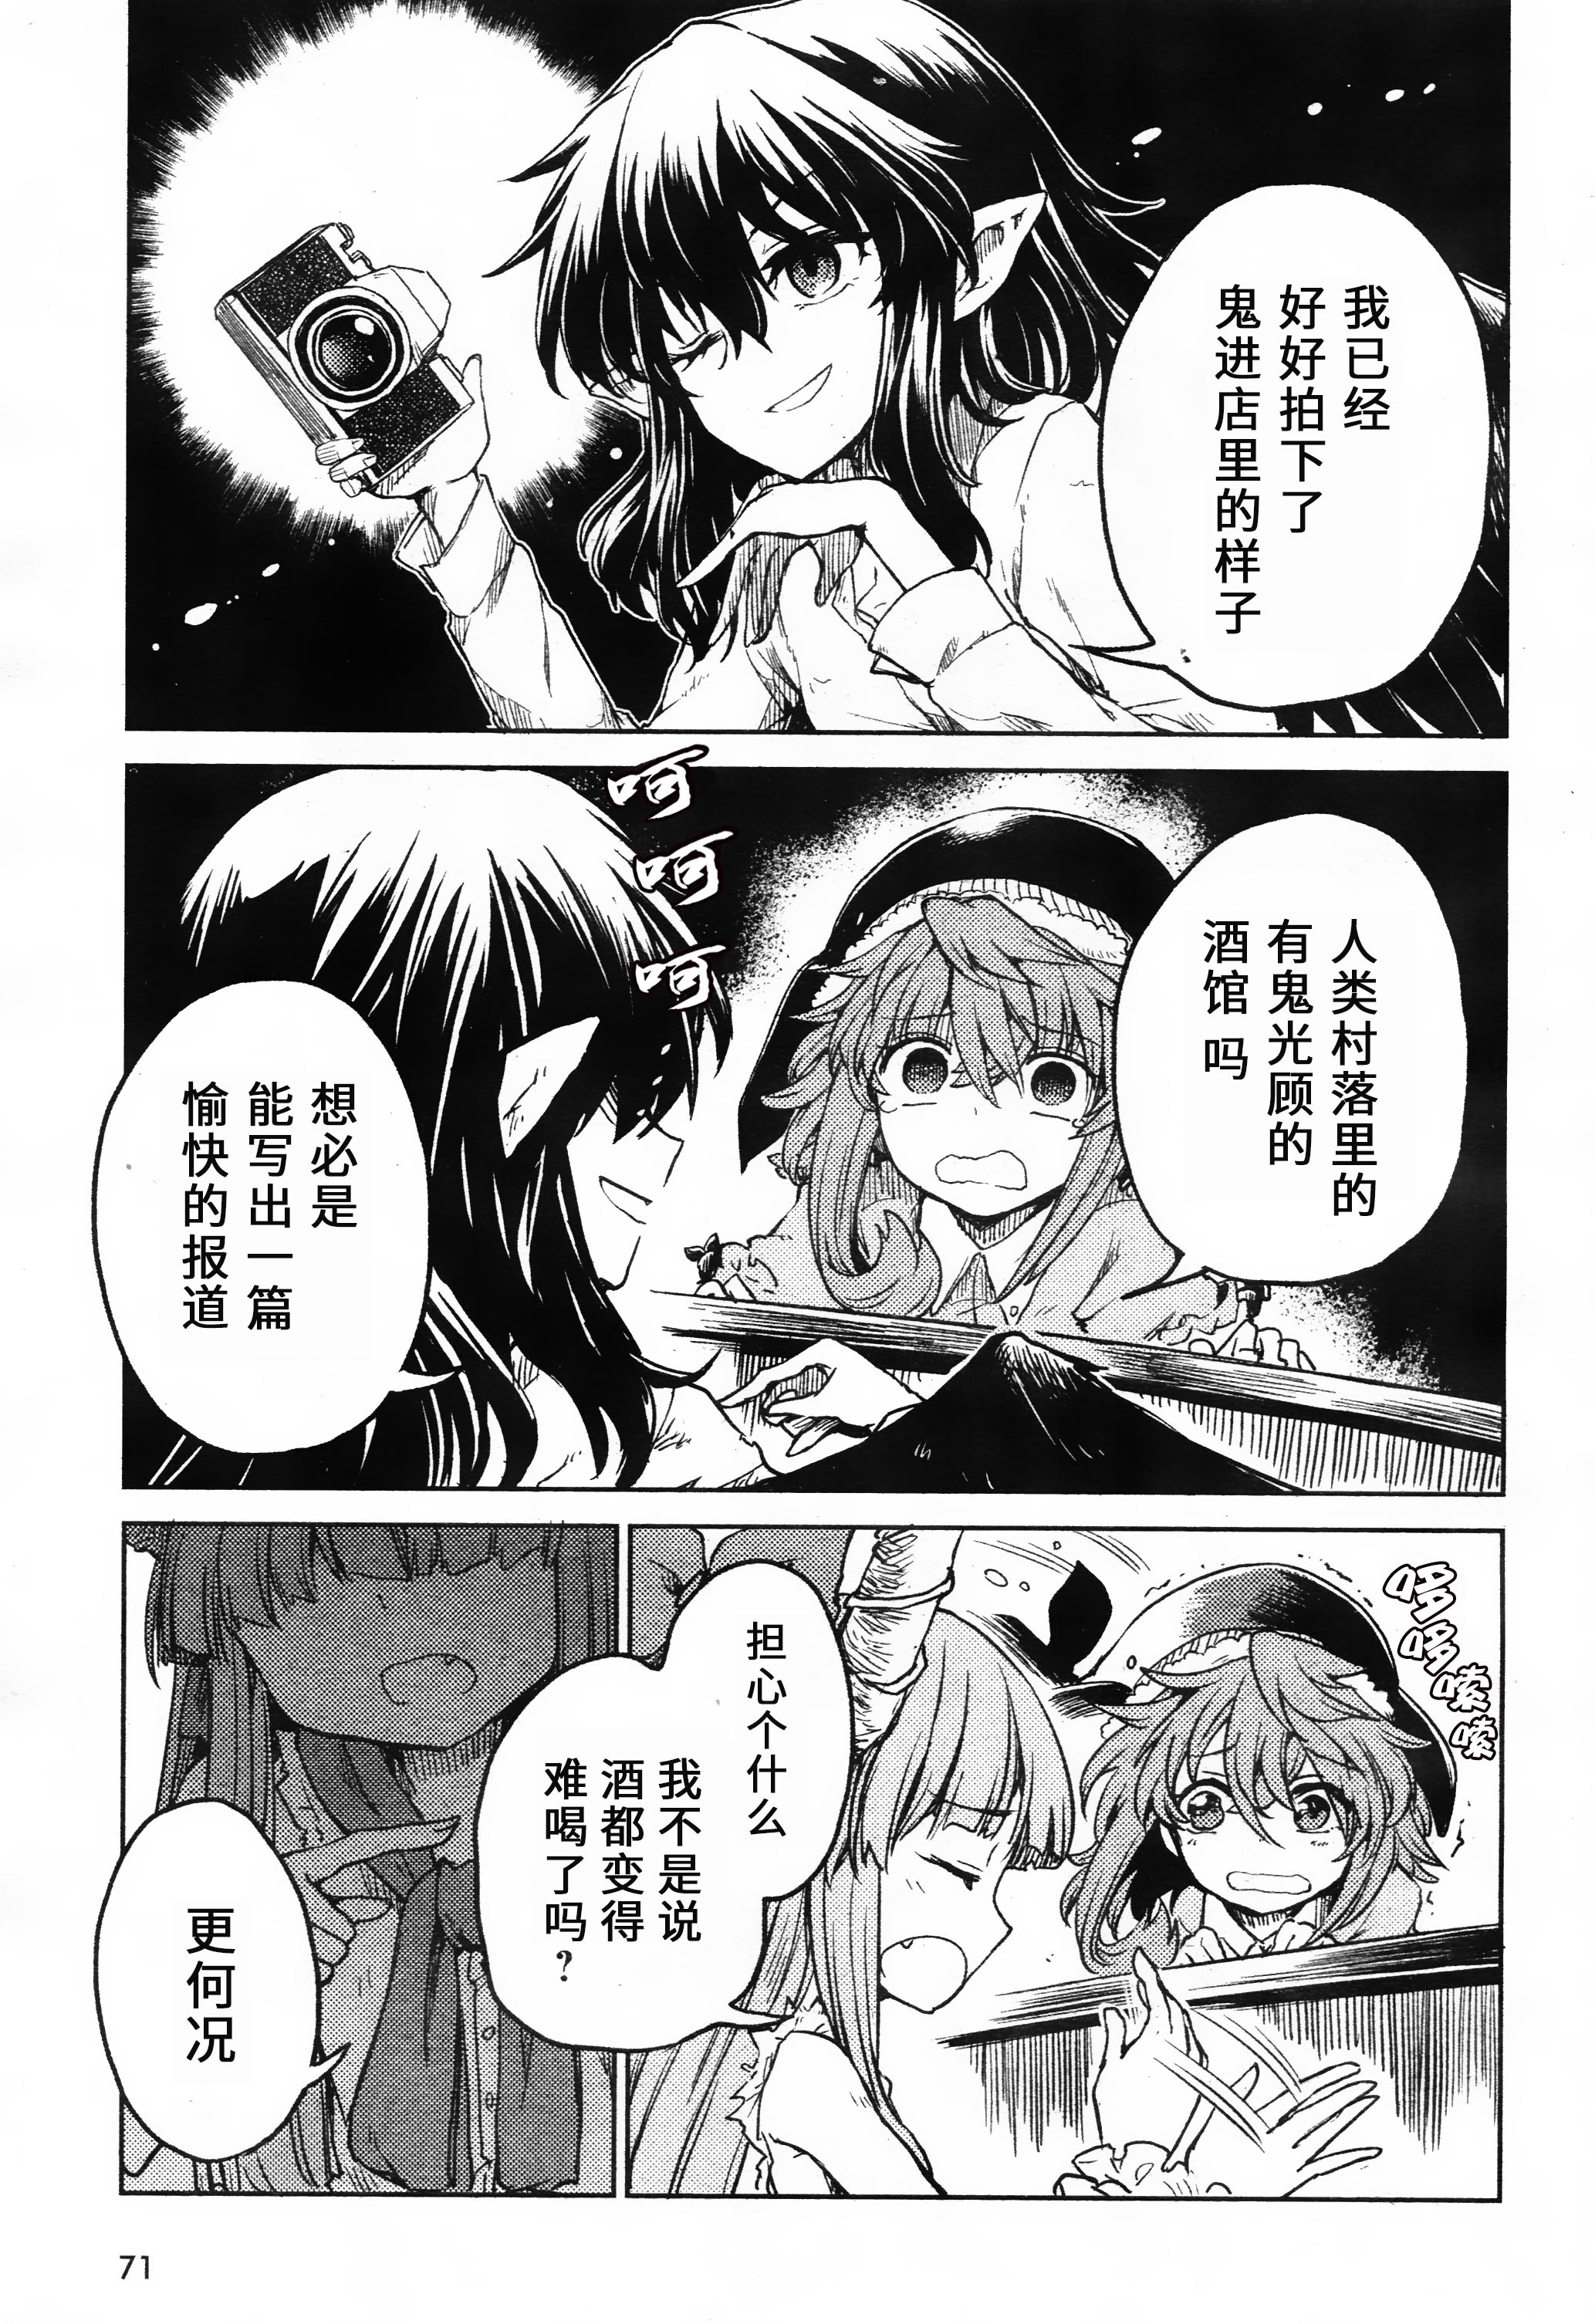 我已经
好好拍下了
鬼进店里的样子
人类村落里的
有鬼光顾的
酒馆吗
呵呵呵
想必是
能写出一篇
愉快的报道
哆哆嗦嗦
担心个什么
我不是说
酒都变得
难喝了吗?
更何况
71